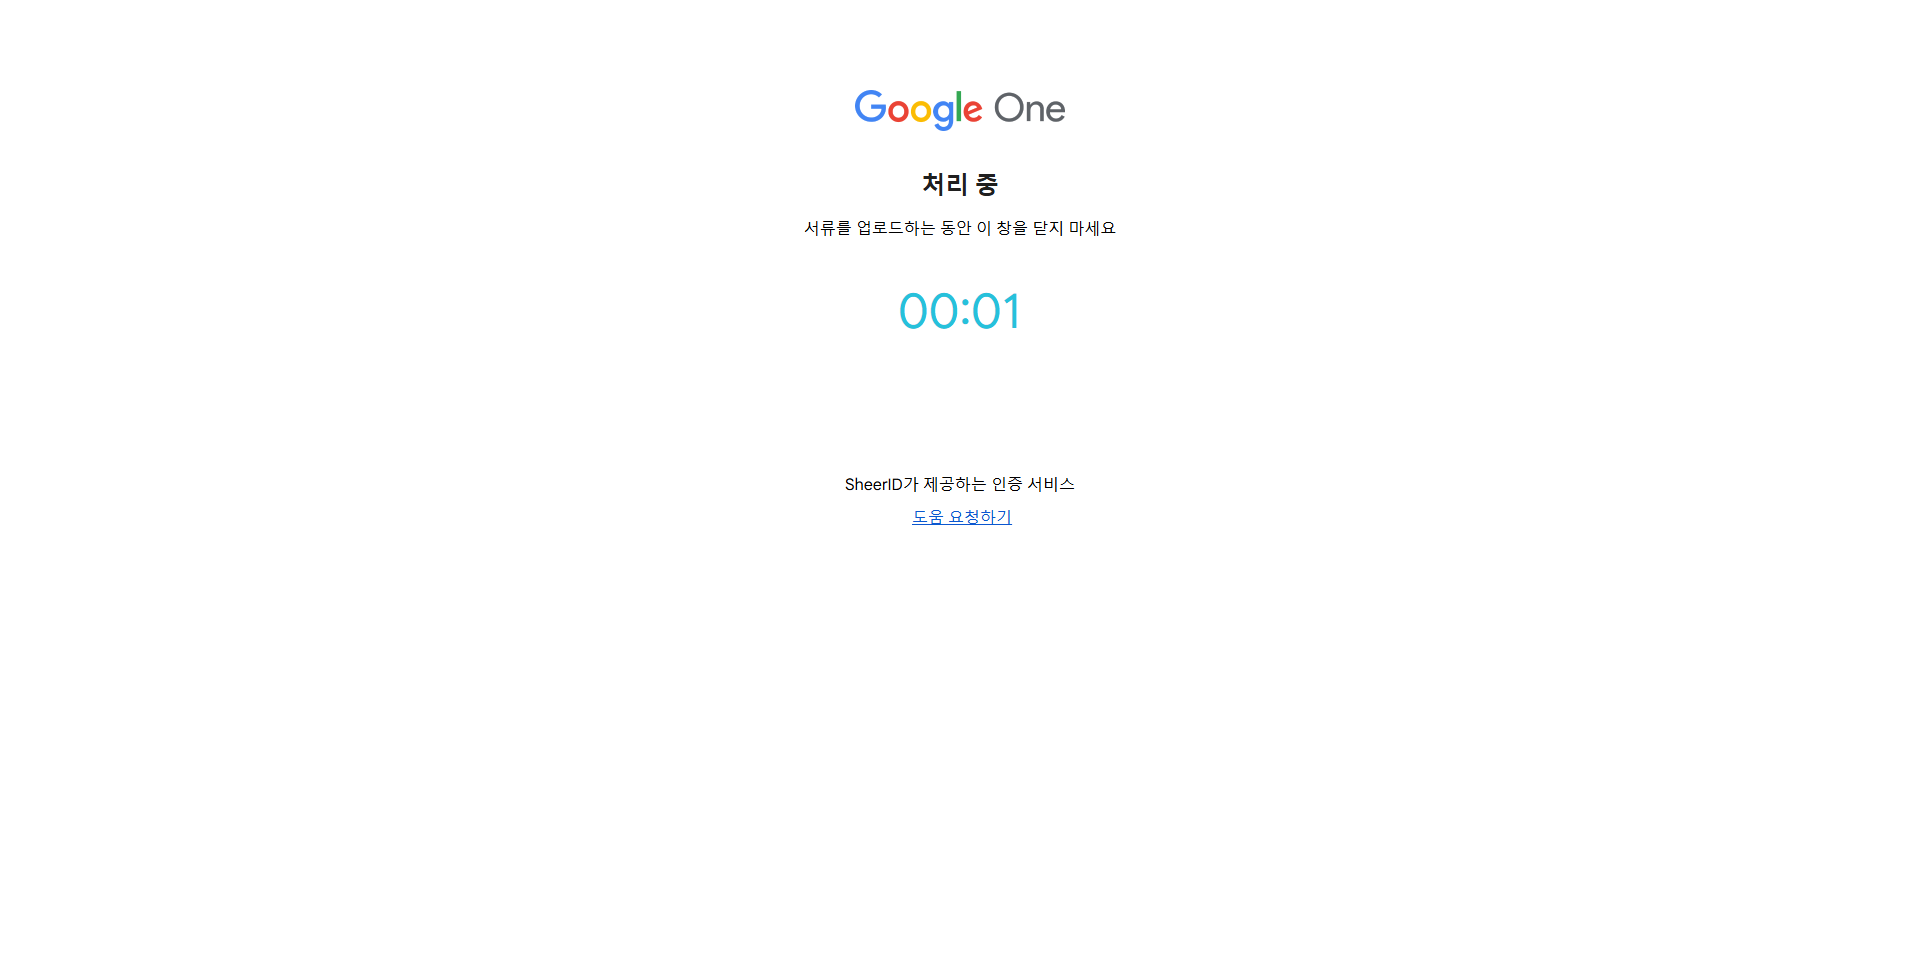 Google One
처리 중
서류를 업로드하는 동안 이 창을 닫지 마세요
00:01
SheerID가 제공하는 인증 서비스
도움 요청하기